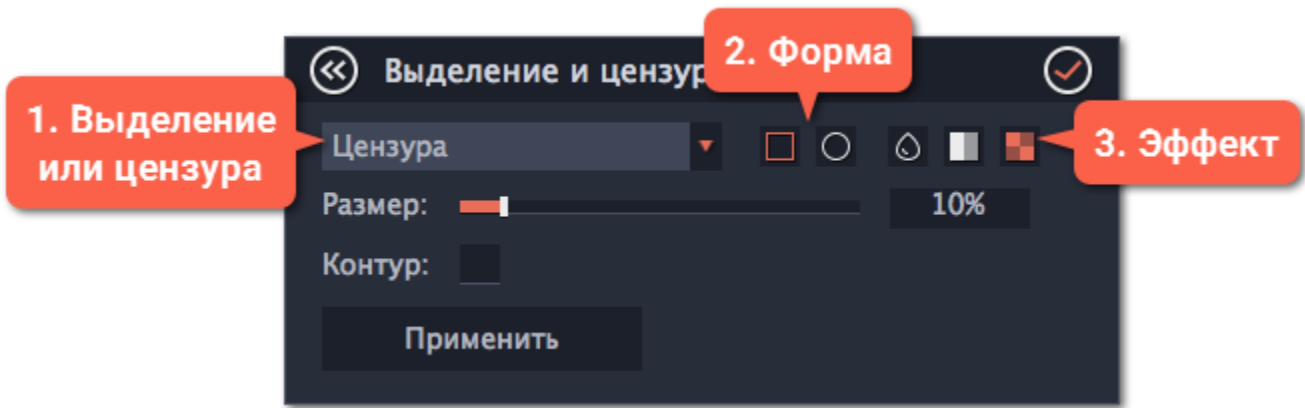 Выделение и цензур
2. Форма
1. Выделение
или цензура
Цензура
3. Эффект
Размер:
10%
Контур:
Применить